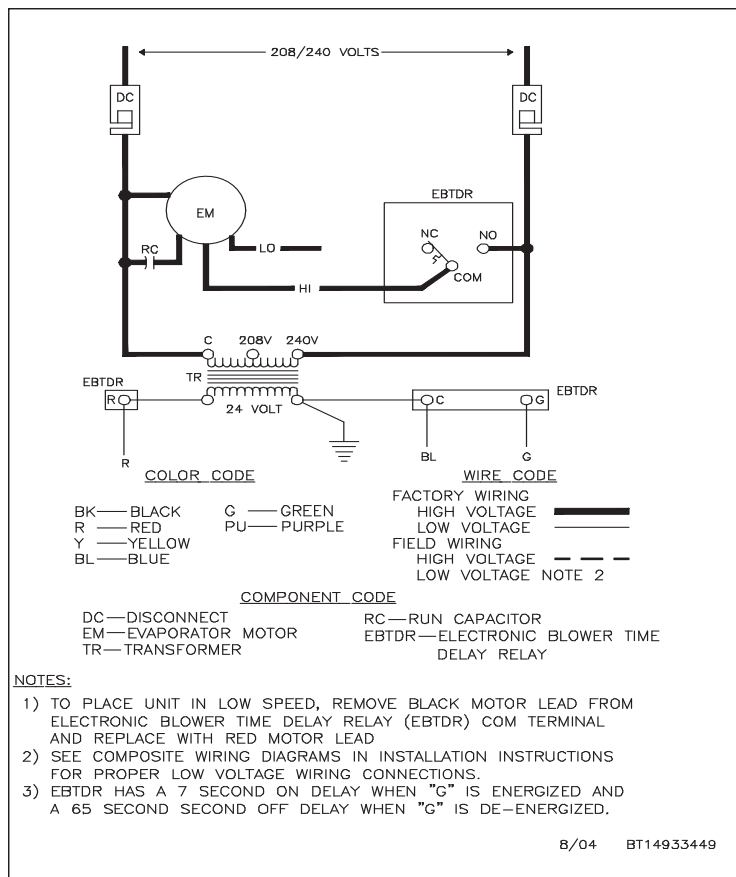 208/240 VOLTS
DC
DC
EBTDR
EM
NC
NO
RC
LO
COM
HI
C 208V 240V
TR
EBTDR
R
24 VOLT
C
G
EBTDR
R
BL
G
COLOR CODE
BK—BLACK
R —RED
Y —YELLOW
BL—BLUE
G —GREEN
PU—PURPLE
WIRE CODE
FACTORY WIRING
HIGH VOLTAGE
LOW VOLTAGE
FIELD WIRING
HIGH VOLTAGE
LOW VOLTAGE NOTE 2
COMPONENT CODE
DC—DISCONNECT
EM—EVAPORATOR MOTOR
TR—TRANSFORMER
RC—RUN CAPACITOR
EBTDR—ELECTRONIC BLOWER TIME
DELAY RELAY
NOTES:
1) TO PLACE UNIT IN LOW SPEED, REMOVE BLACK MOTOR LEAD FROM
ELECTRONIC BLOWER TIME DELAY RELAY (EBTDR) COM TERMINAL
AND REPLACE WITH RED MOTOR LEAD
2) SEE COMPOSITE WIRING DIAGRAMS IN INSTALLATION INSTRUCTIONS
FOR PROPER LOW VOLTAGE WIRING CONNECTIONS.
3) EBTDR HAS A 7 SECOND ON DELAY WHEN "G" IS ENERGIZED AND
A 65 SECOND SECOND OFF DELAY WHEN "G" IS DE-ENERGIZED.
8/04 BT14933449